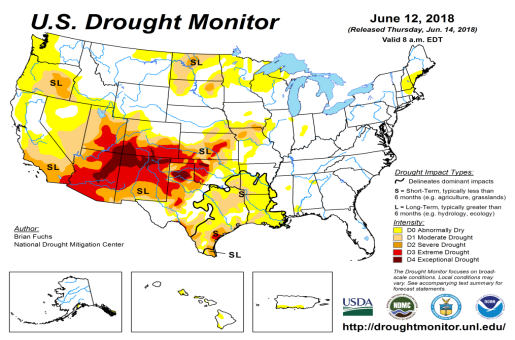 U.S. Drought Monitor
June 12, 2018
(Released Thursday, Jun. 14, 2018)
Valid 8 a.m. EDT
SL
SL
SL
SL
SL
S
SL
Author:
Brian Fuchs
National Drought Mitigation Center
Drought Impact Types:
Delineates dominant impacts
S = Short-Term, typically less than
6 months (e.g. agriculture, grasslands)
L = Long-Term, typically greater than
6 months (e.g. hydrology, ecology)
Intensity:
D0 Abnormally Dry
D1 Moderate Drought
D2 Severe Drought
D3 Extreme Drought
D4 Exceptional Drought
The Drought Monitor focuses on broad-
scale conditions. Local conditions may
vary. See accompanying text summary for
forecast statements.
USDA
NDMC
http://droughtmonitor.unl.edu/